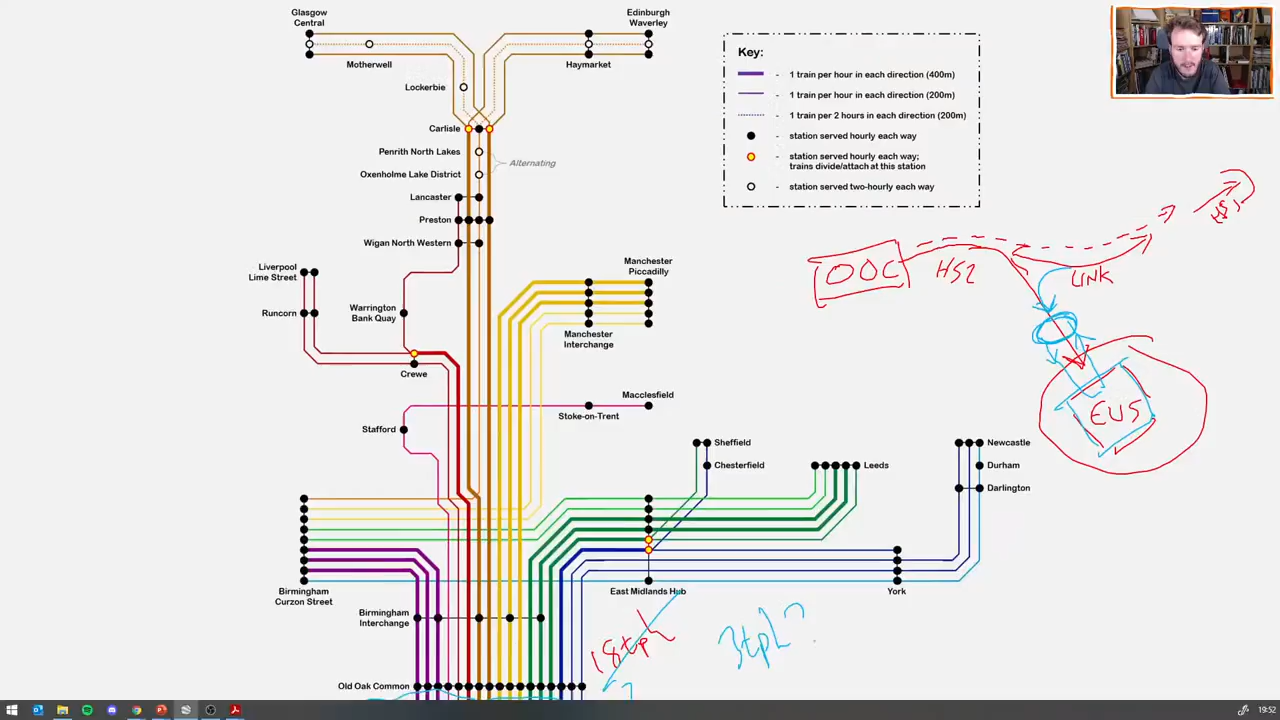 Glasgow
Central
Edinburgh
Waverley
Motherwell
Haymarket
Lockerbie
Carlisle
Penrith North Lakes
Alternating
Oxenholme Lake District
Lancaster
Preston
Wigan North Western
Key:
- 1 train per hour in each direction (400m)
- 1 train per hour in each direction (200m)
- 1 train per 2 hours in each direction (200m)
- station served hourly each way
- station served hourly each way;
trains divide/attach at this station
- station served two-hourly each way
Liverpool
Lime Street
Manchester
Piccadilly
Runcorn
Warrington
Bank Quay
Manchester
Interchange
Crewe
OOC
HS2
LINK
EUS
Macclesfield
Stoke-on-Trent
Stafford
Sheffield
Chesterfield
Leeds
Newcastle
Durham
Darlington
Birmingham
Curzon Street
East Midlands Hub
York
Birmingham
Interchange
18tph
3tph?
Old Oak Common
?
19:52